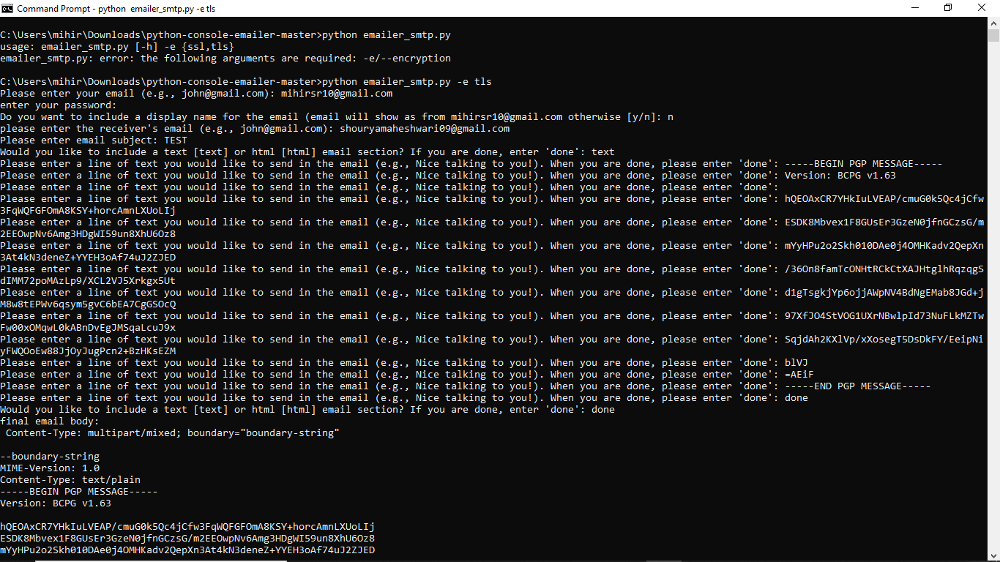 Command Prompt - python  emailer_smtp.py -e tls
C:\Users\mihir\Downloads\python-console-emailer-master>python emailer_smtp.py
usage: emailer_smtp.py [-h] -e {ssl,tls}
emailer_smtp.py: error: the following arguments are required: -e/--encryption
C:\Users\mihir\Downloads\python-console-emailer-master>python emailer_smtp.py -e tls
Please enter your email (e.g., john@gmail.com): mihirsr10@gmail.com
enter your password:
Do you want to include a display name for the email (email will show as from mihirsr10@gmail.com otherwise [y/n]: n
please enter the receiver's email (e.g., john@gmail.com): shouryamaheshwari09@gmail.com
Please enter email subject: TEST
Would you like to include a text [text] or html [html] email section? If you are done, enter 'done': text
Please enter a line of text you would like to send in the email (e.g., Nice talking to you!). When you are done, please enter 'done': -----BEGIN PGP MESSAGE-----
Please enter a line of text you would like to send in the email (e.g., Nice talking to you!). When you are done, please enter 'done': Version: BCPG v1.63
Please enter a line of text you would like to send in the email (e.g., Nice talking to you!). When you are done, please enter 'done':
Please enter a line of text you would like to send in the email (e.g., Nice talking to you!). When you are done, please enter 'done': hQEOAxCR7YHkIuLVEAP/cmuG0k5Qc4jCfw
3FqWQFGFOmA8KSY+horcAmnLXUoLIj
Please enter a line of text you would like to send in the email (e.g., Nice talking to you!). When you are done, please enter 'done': ESDK8Mbvex1F8GUsEr3GzeN0jfnGCzsG/m
2EEOwpNv6Amg3HDgWI59un8XhU6Oz8
Please enter a line of text you would like to send in the email (e.g., Nice talking to you!). When you are done, please enter 'done': mYyHPu2o2Skh010DAe0j4OMHKadv2QepXn
3At4kN3deneZ+YYEH3oAf74uJ2ZJED
Please enter a line of text you would like to send in the email (e.g., Nice talking to you!). When you are done, please enter 'done': /36On8famTcONHtRCkCtXAJHtglhRqzqgS
dIMM72poMAzLp9/XCL2VJ5Xrkgx5Ut
Please enter a line of text you would like to send in the email (e.g., Nice talking to you!). When you are done, please enter 'done': d1gTsgkjYp6ojjAWpNV4BdNgEMab8JGd+j
M8w8tEPWv6qsym5gvC6bEA7CgGSOcQ
Please enter a line of text you would like to send in the email (e.g., Nice talking to you!). When you are done, please enter 'done': 97XfJO4StVOG1UXrNBwlpId73NuFLkMZTw
Fw00xOMqwL0kABnDvEgJMSqaLcuJ9x
Please enter a line of text you would like to send in the email (e.g., Nice talking to you!). When you are done, please enter 'done': SqjdAh2KXlVp/xXosegT5DsDkFY/EeipNi
yFWQOoEw88JjOyJugPcn2+BzHKsEZM
Please enter a line of text you would like to send in the email (e.g., Nice talking to you!). When you are done, please enter 'done': blVJ
Please enter a line of text you would like to send in the email (e.g., Nice talking to you!). When you are done, please enter 'done': =AEiF
Please enter a line of text you would like to send in the email (e.g., Nice talking to you!). When you are done, please enter 'done': -----END PGP MESSAGE-----
Please enter a line of text you would like to send in the email (e.g., Nice talking to you!). When you are done, please enter 'done': done
Would you like to include a text [text] or html [html] email section? If you are done, enter 'done': done
final email body:
 Content-Type: multipart/mixed; boundary="boundary-string"
--boundary-string
MIME-Version: 1.0
Content-Type: text/plain
-----BEGIN PGP MESSAGE-----
Version: BCPG v1.63
hQEOAxCR7YHkIuLVEAP/cmuG0k5Qc4jCfw3FqWQFGFOmA8KSY+horcAmnLXUoLIj
ESDK8Mbvex1F8GUsEr3GzeN0jfnGCzsG/m2EEOwpNv6Amg3HDgWI59un8XhU6Oz8
mYyHPu2o2Skh010DAe0j4OMHKadv2QepXn3At4kN3deneZ+YYEH3oAf74uJ2ZJED